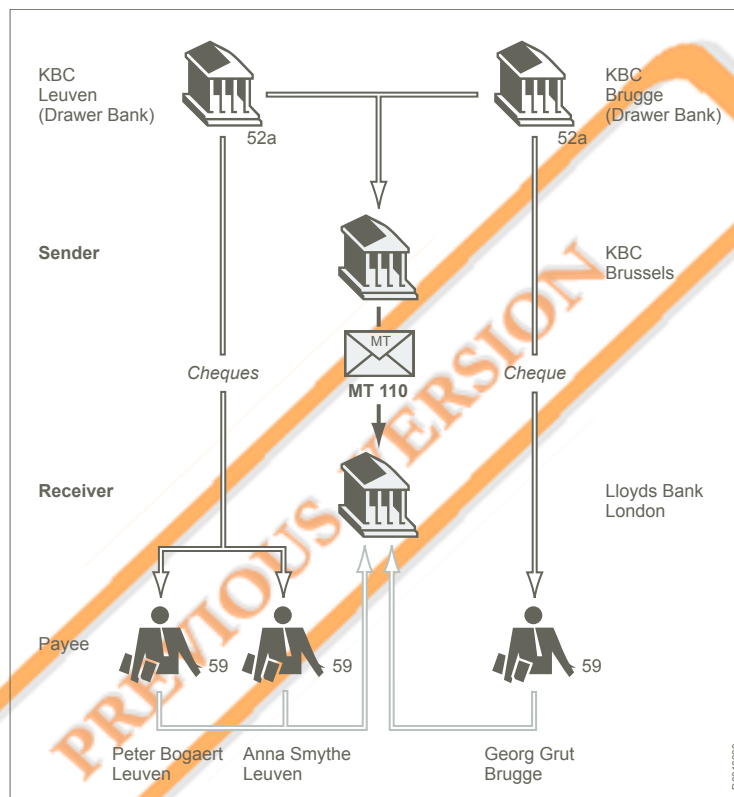 KBC
Leuven
(Drawer Bank)
52a
KBC
Brugge
(Drawer Bank)
52a
Sender
KBC
Brussels
MT
Cheques
MT 110
Cheque
Receiver
Lloyds Bank
London
Payee
59
59
59
Peter Bogaert
Leuven
Anna Smythe
Leuven
Georg Grut
Brugge
PREVIOUS VERSION